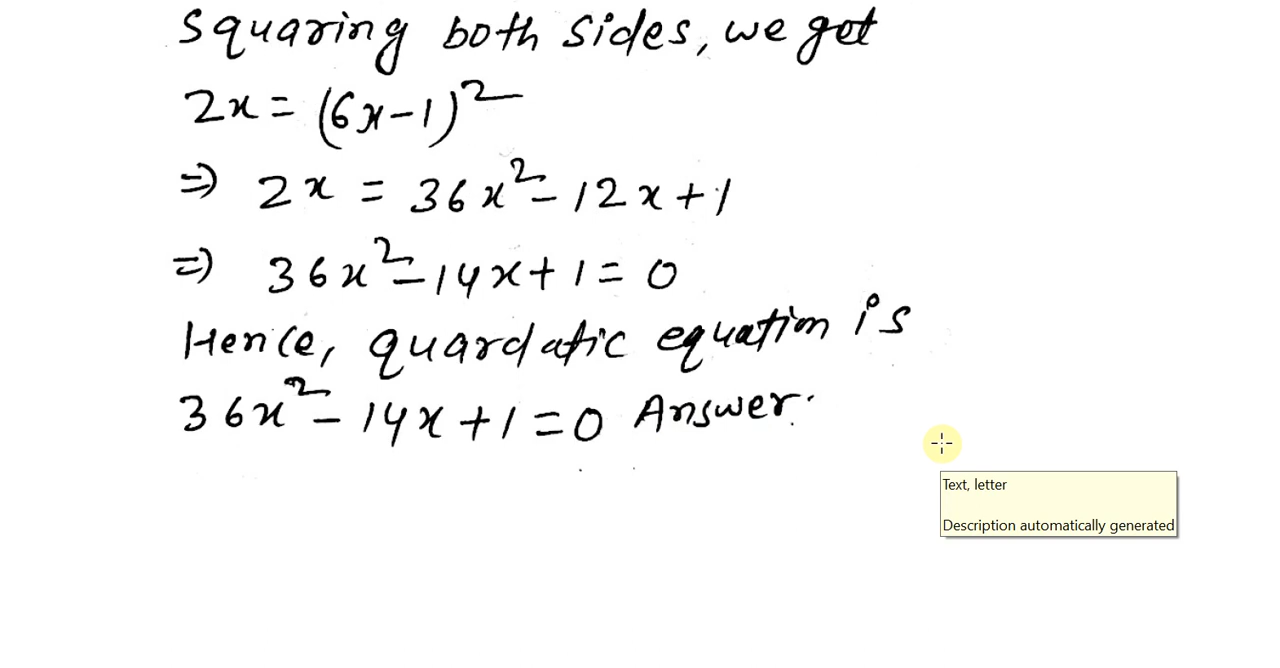 Squaring both sides, we get
2x = (6x-1)²
⇒ 2x = 36x² - 12x + 1
⇒ 36x² - 14x + 1 = 0
Hence, quardatic equation is
36x² - 14x + 1 = 0 Answer.
Text, letter
Description automatically generated